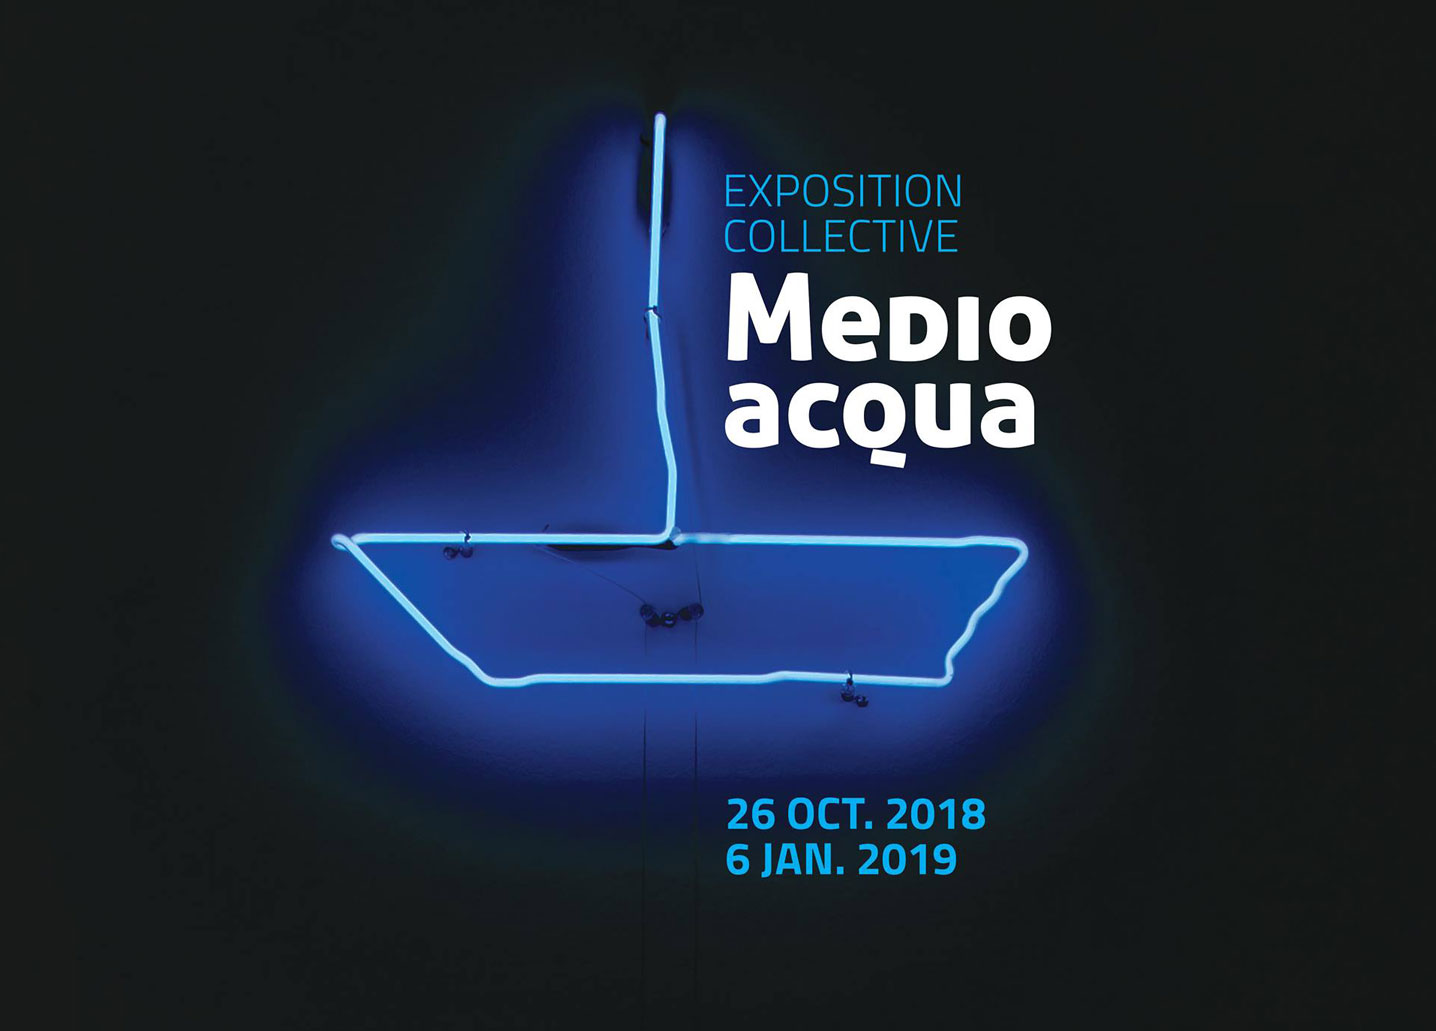 EXPOSITION
COLLECTIVE
Medio
acqua
26 OCT. 2018
6 JAN. 2019